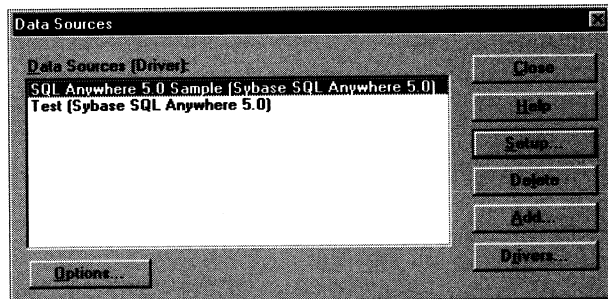 Data Sources
Data Sources (Driver):
SQL Anywhere 5.0 Sample (Sybase SQL Anywhere 5.0)
Test (Sybase SQL Anywhere 5.0)
Close
Help
Setup...
Delete
Add...
Drivers...
Options...